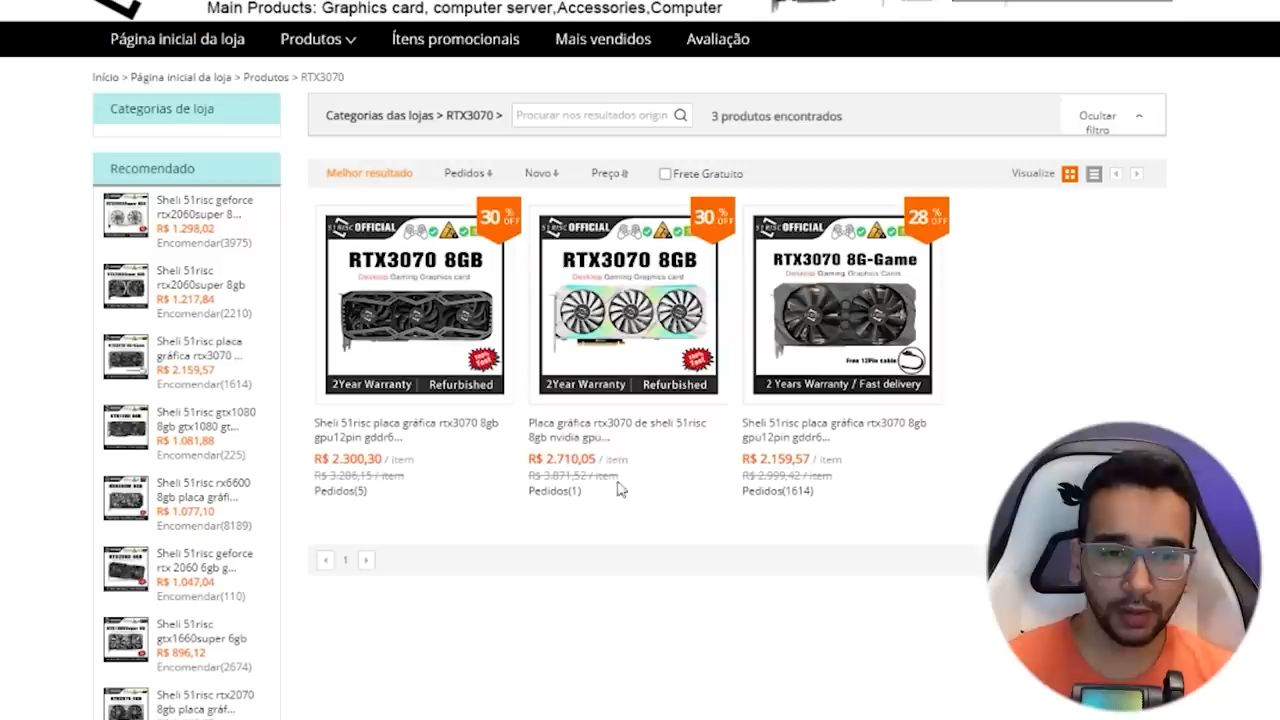 Main Products: Graphics card, computer server,Accessories,Computer
Página inicial da loja Produtos Ítens promocionais Mais vendidos Avaliação
Início > Página inicial da loja > Produtos > RTX3070
Categorias de loja
Categorias das lojas > RTX3070 > Procurar nos resultados origin 3 produtos encontrados
Ocultar
filtro
Recomendado
Melhor resultado Pedidos Novo Preço Frete Gratuito Visualize
Sheli 51risc geforce
rtx2060super 8...
R$ 1.298,02
Encomendar(3975)
Sheli 51risc
rtx2060super 8gb
R$ 1.217,84
Encomendar(2210)
Sheli 51risc placa
gráfica rtx3070 ...
R$ 2.159,57
Encomendar(1614)
Sheli 51risc gtx1080
8gb gtx1080 gt...
R$ 1.081,88
Encomendar(225)
Sheli 51risc rx6600
8gb placa gráfi...
R$ 1.077,10
Encomendar(8189)
Sheli 51risc geforce
rtx 2060 6gb g...
R$ 1.047,04
Encomendar(110)
Sheli 51risc
gtx1660super 6gb
R$ 896,12
Encomendar(2674)
Sheli 51risc rtx2070
8gb placa gráf...
30 % OFF
51RISC OFFICIAL
RTX3070 8GB
Desktop Gaming Graphics card
100% Test
2Year Warranty | Refurbished
Sheli 51risc placa gráfica rtx3070 8gb
gpu12pin gddr6...
R$ 2.300,30 / item
R$ 3.286,15 / item
Pedidos(5)
30 % OFF
51RISC OFFICIAL
RTX3070 8GB
Desktop Gaming Graphics card
100% Test
2Year Warranty | Refurbished
Placa gráfica rtx3070 de sheli 51risc
8gb nvidia gpu...
R$ 2.710,05 / item
R$ 3.871,52 / item
Pedidos(1)
28 % OFF
51RISC OFFICIAL
RTX3070 8G-Game
Desktop Gaming Graphics Cards
Free 12Pin cable
2 Years Warranty / Fast delivery
Sheli 51risc placa gráfica rtx3070 8gb
gpu12pin gddr6...
R$ 2.159,57 / item
R$ 2.999,42 / item
Pedidos(1614)
1